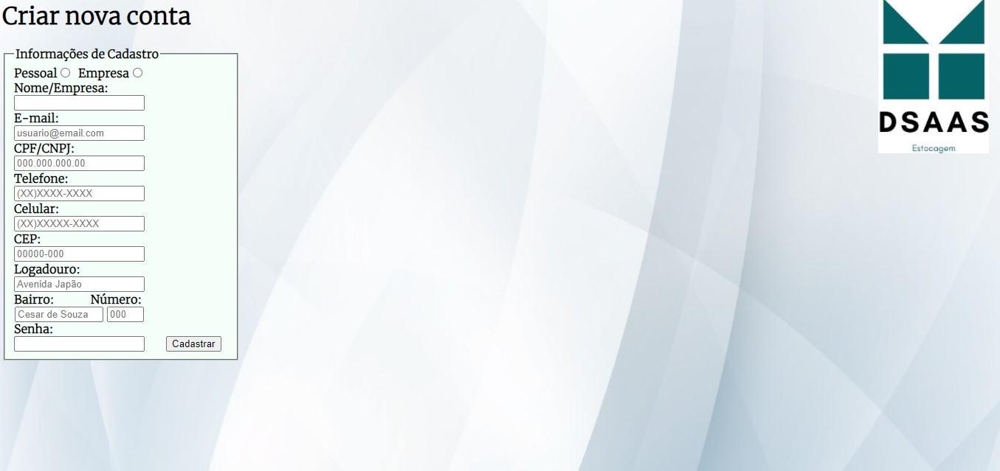 Criar nova conta
Informações de Cadastro
Pessoal Empresa
Nome/Empresa:
E-mail:
usuario@email.com
CPF/CNPJ:
000.000.000.00
Telefone:
(XX)XXXX-XXXX
Celular:
(XX)XXXXX-XXXX
CEP:
00000-000
Logadouro:
Avenida Japão
Bairro: Número:
Cesar de Souza 000
Senha:
Cadastrar
DSAAS
Estocagem